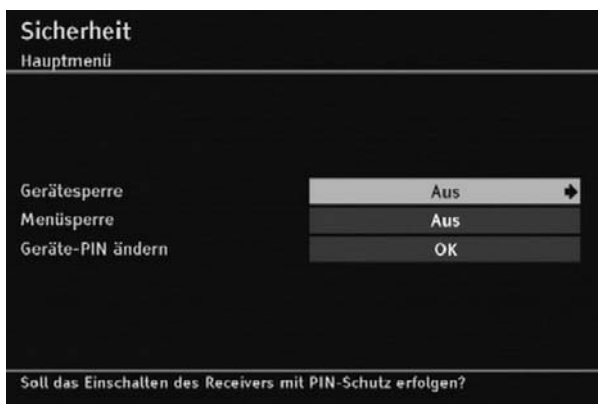 Sicherheit
Hauptmenü
Gerätesperre Aus
Menüsperre Aus
Geräte-PIN ändern OK
Soll das Einschalten des Receivers mit PIN-Schutz erfolgen?